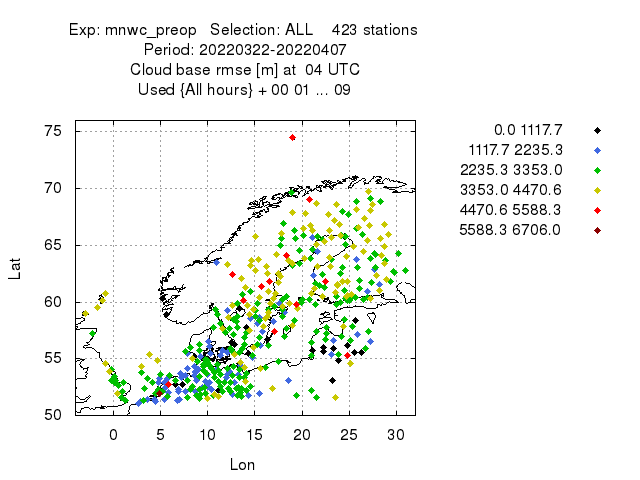 Exp: mnwc_preop Selection: ALL 423 stations
Period: 20220322-20220407
Cloud base rmse [m] at 04 UTC
Used {All hours} + 00 01 ... 09
0.0 1117.7
1117.7 2235.3
2235.3 3353.0
3353.0 4470.6
4470.6 5588.3
5588.3 6706.0
75
70
65
60
55
50
Lat
0 5 10 15 20 25 30
Lon